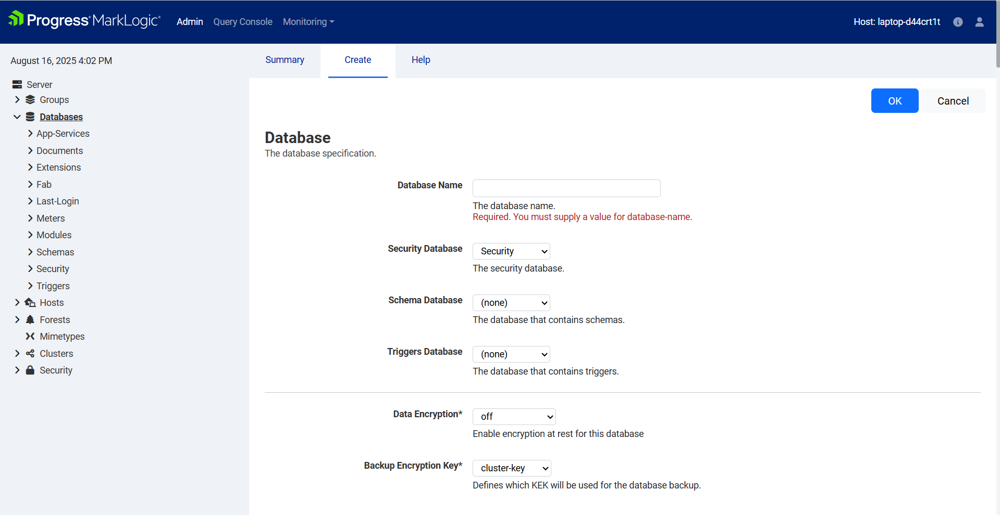 Progress® MarkLogic® Admin Query Console Monitoring Host: laptop-d44crt1t
August 16, 2025 4:02 PM
Server
Groups
Databases
App-Services
Documents
Extensions
Fab
Last-Login
Meters
Modules
Schemas
Security
Triggers
Hosts
Forests
Mimetypes
Clusters
Security
Summary Create Help
OK Cancel
Database
The database specification.
Database Name
The database name.
Required. You must supply a value for database-name.
Security Database Security
The security database.
Schema Database (none)
The database that contains schemas.
Triggers Database (none)
The database that contains triggers.
Data Encryption* off
Enable encryption at rest for this database
Backup Encryption Key* cluster-key
Defines which KEK will be used for the database backup.